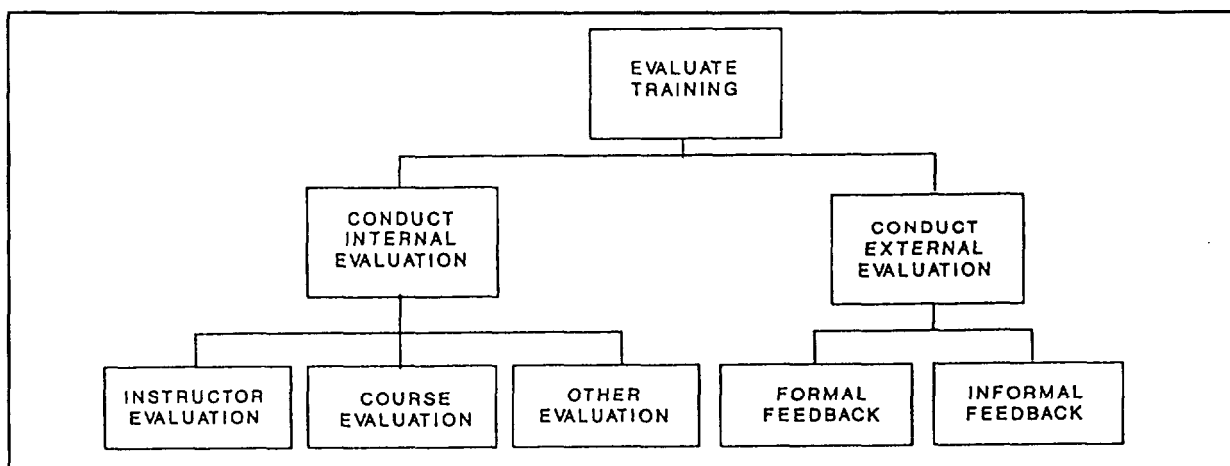 EVALUATE
TRAINING
CONDUCT
INTERNAL
EVALUATION
CONDUCT
EXTERNAL
EVALUATION
INSTRUCTOR
EVALUATION
COURSE
EVALUATION
OTHER
EVALUATION
FORMAL
FEEDBACK
INFORMAL
FEEDBACK